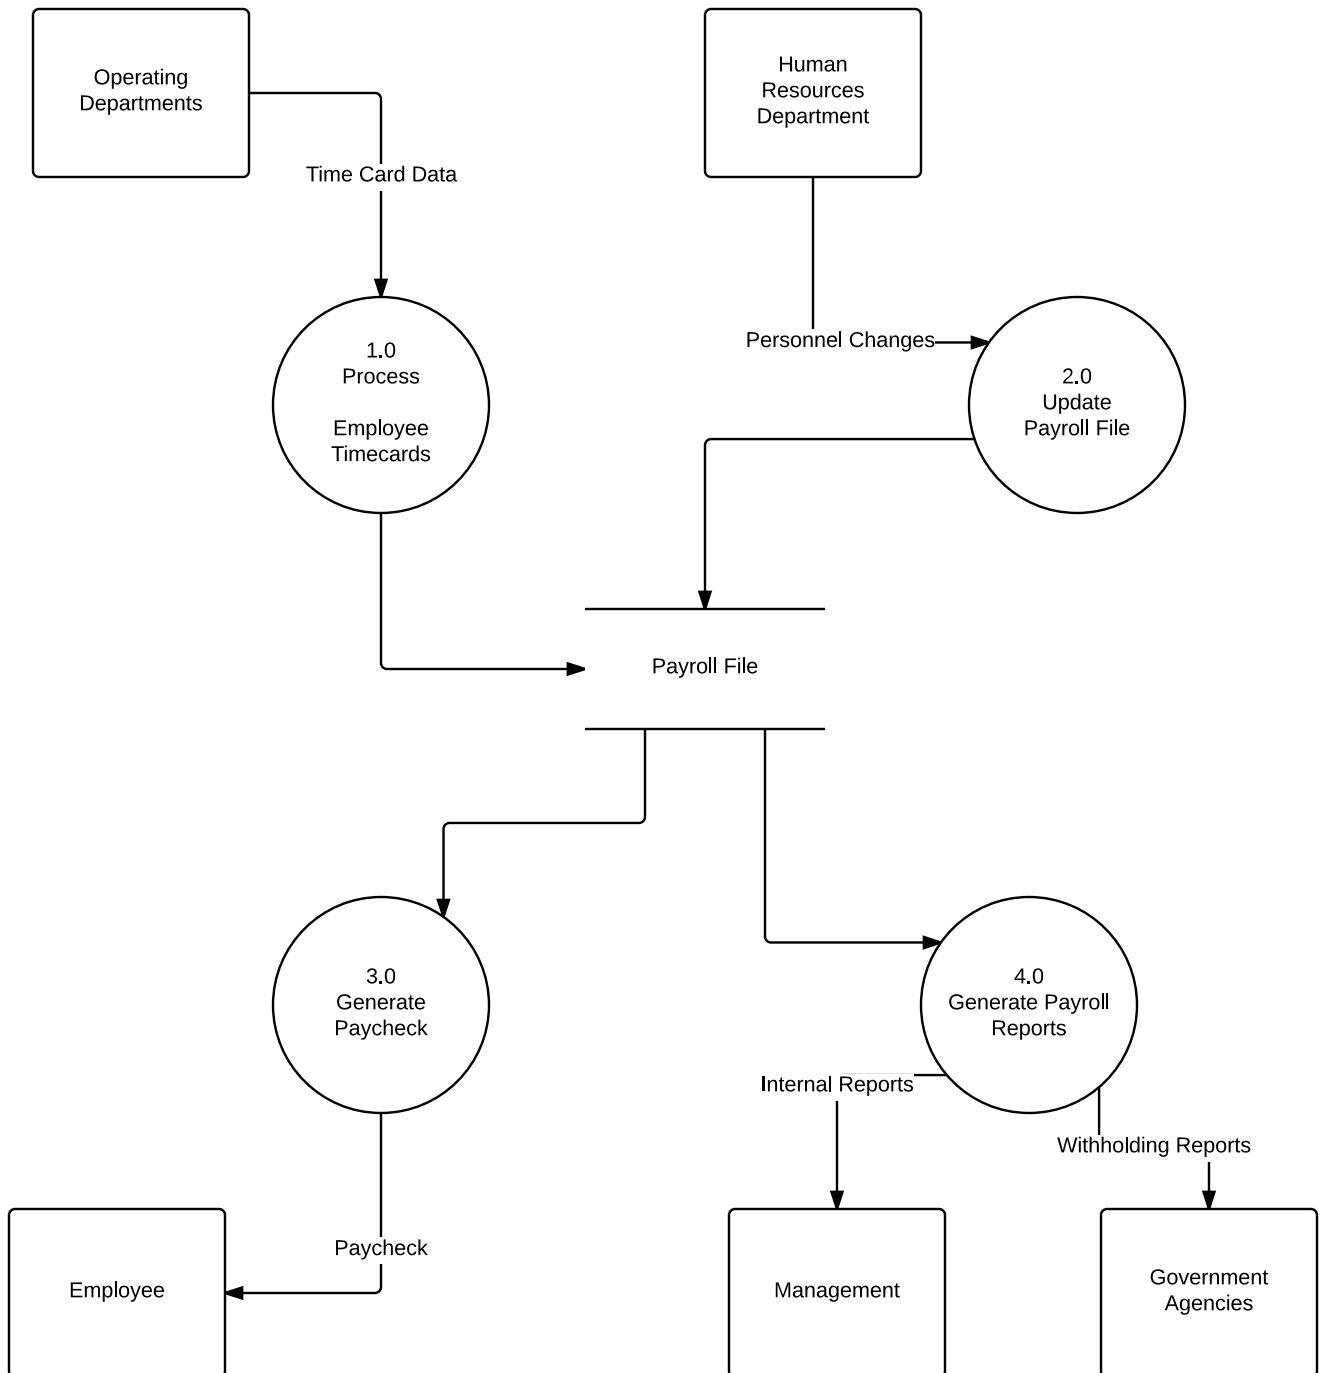 Operating
Departments
Human
Resources
Department
Time Card Data
Personnel Changes
1.0
Process
Employee
Timecards
2.0
Update
Payroll File
Payroll File
3.0
Generate
Paycheck
4.0
Generate Payroll
Reports
Internal Reports
Withholding Reports
Paycheck
Employee
Management
Government
Agencies